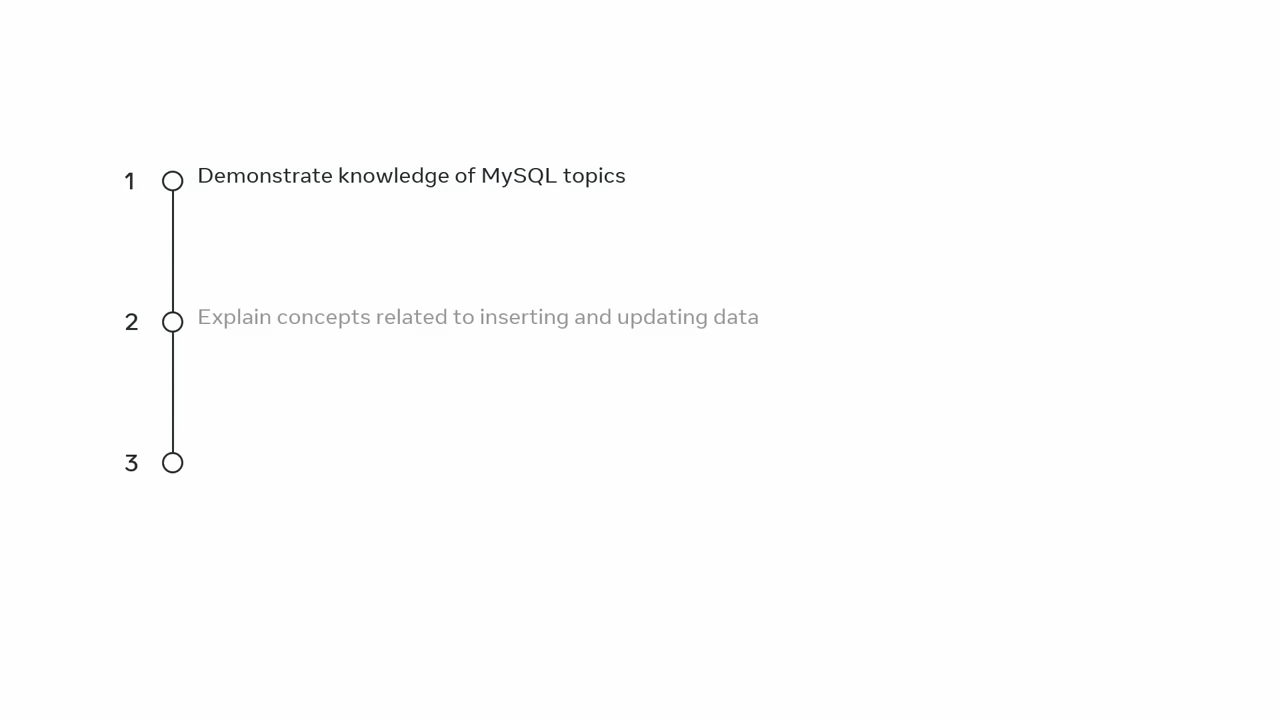 1 Demonstrate knowledge of MySQL topics
2 Explain concepts related to inserting and updating data
3